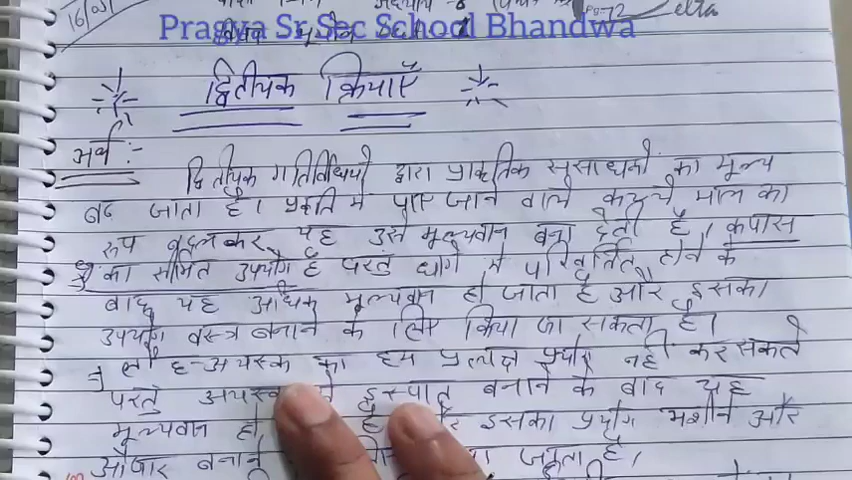 16/01
Pragya Sr.Sec School Bhandwa
द्वितीयक क्रियाएँ
अर्थ :-
द्वितीयक गतिविधियों द्वारा प्राकृतिक संसाधनों का मूल्य
बढ़ जाता है। प्रकृति में पाए जाने वाले कच्चे माल का
रूप बदलकर यह उसे मूल्यवान बना देती है, कपास
का सीमित उपयोग है परंतु धागे में परिवर्तित होने के
बाद यह अधिक मूल्यवान हो जाता है और इसका
उपयोग वस्त्र बनाने के लिए किया जा सकता है।
लौह-अयस्क का हम प्रत्यक्ष प्रयोग नहीं कर सकते
परंतु इस्पात बनाने के बाद यह
मूल्यवान हो है इसका प्रयोग मशीने और
औजार बनाने जाता है,